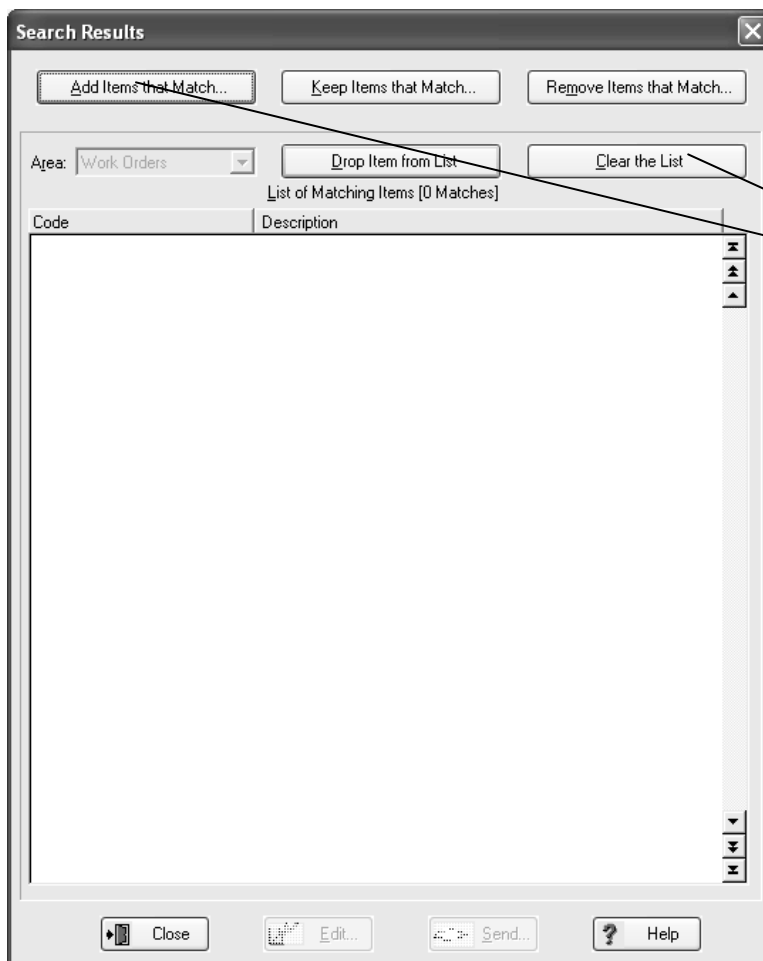 Search Results
Add Items that Match... Keep Items that Match... Remove Items that Match...
Area: Work Orders Drop Item from List Clear the List
List of Matching Items [0 Matches]
Code Description
Close Edit... Send... Help